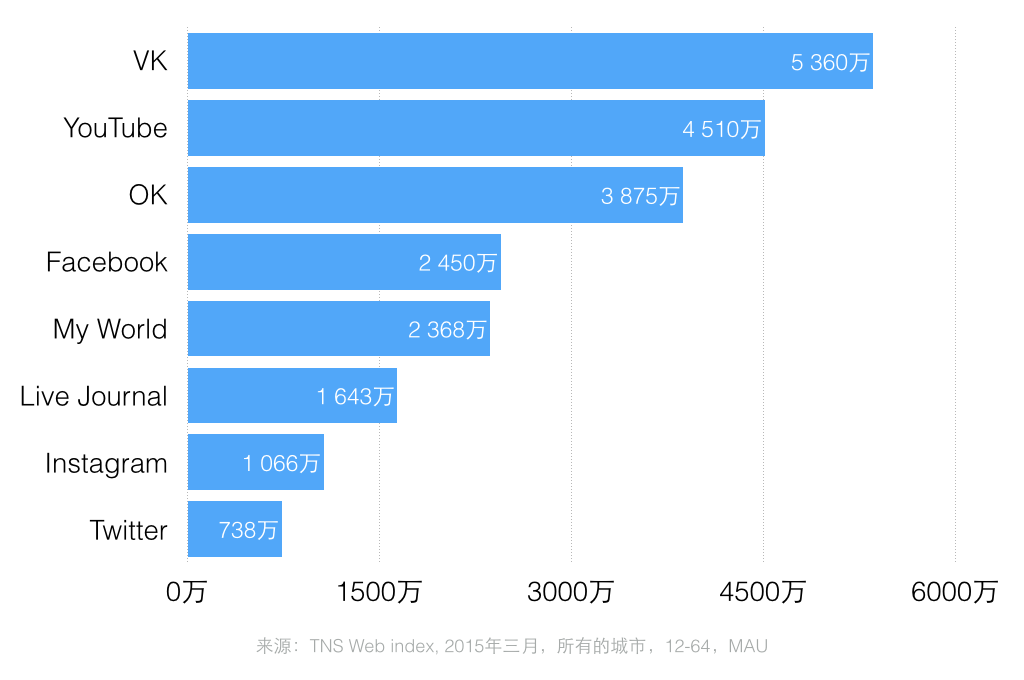 VK 5 360万
YouTube 4 510万
OK 3 875万
Facebook 2 450万
My World 2 368万
Live Journal 1 643万
Instagram 1 066万
Twitter 738万
0万 1500万 3000万 4500万 6000万
来源：TNS Web index, 2015年三月，所有的城市，12-64，MAU